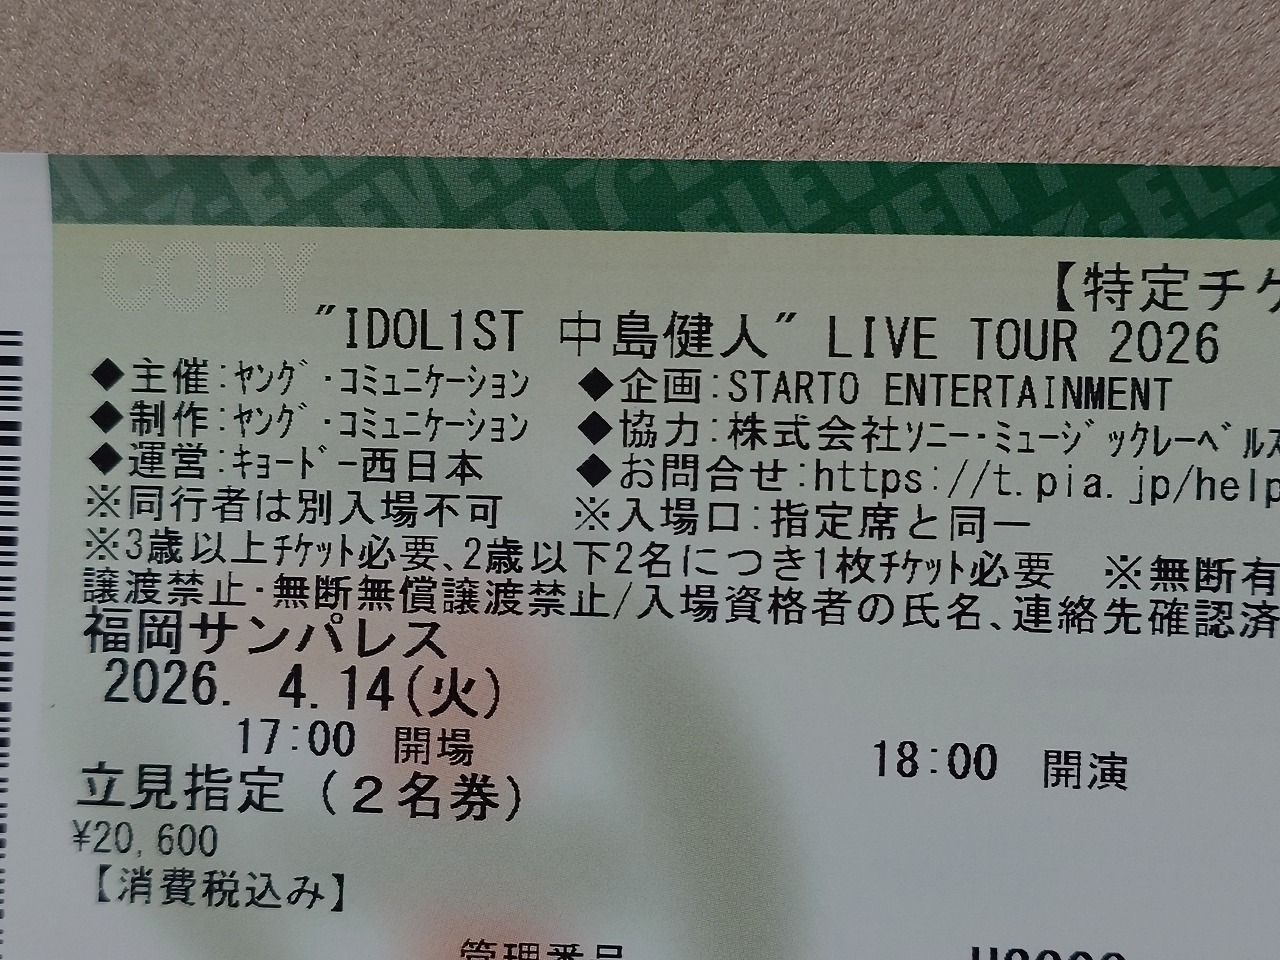 7-ELEVEN 7-ELEVEN 7-ELE
COPY
【特定チケ
"IDOL1ST 中島健人" LIVE TOUR 2026
◆主催:ヤング・コミュニケーション ◆企画:STARTO ENTERTAINMENT
◆制作:ヤング・コミュニケーション ◆協力:株式会社ソニー・ミュージックレーベルズ
◆運営:キョードー西日本 ◆お問合せ:https://t.pia.jp/help
※同行者は別入場不可 ※入場口:指定席と同一
※3歳以上チケット必要、2歳以下2名につき1枚チケット必要 ※無断有
譲渡禁止・無断無償譲渡禁止/入場資格者の氏名、連絡先確認済
福岡サンパレス
2026. 4.14(火)
17:00 開場 18:00 開演
立見指定(2名券)
¥20,600
【消費税込み】
管理番号